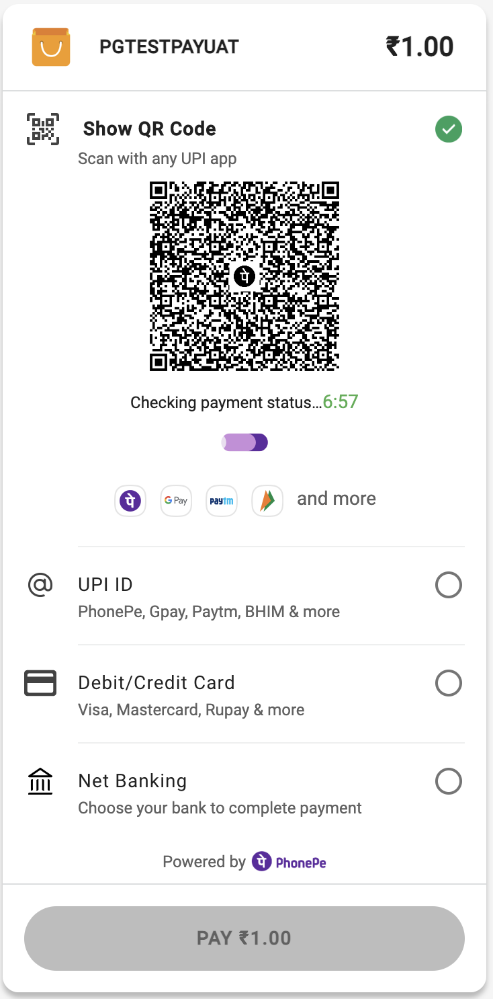 PGTESTPAYUAT ₹1.00
Show QR Code
Scan with any UPI app
पे
Checking payment status...6:57
पे G Pay paytm and more
@ UPI ID
PhonePe, Gpay, Paytm, BHIM & more
Debit/Credit Card
Visa, Mastercard, Rupay & more
Net Banking
Choose your bank to complete payment
Powered by पे PhonePe
PAY ₹1.00